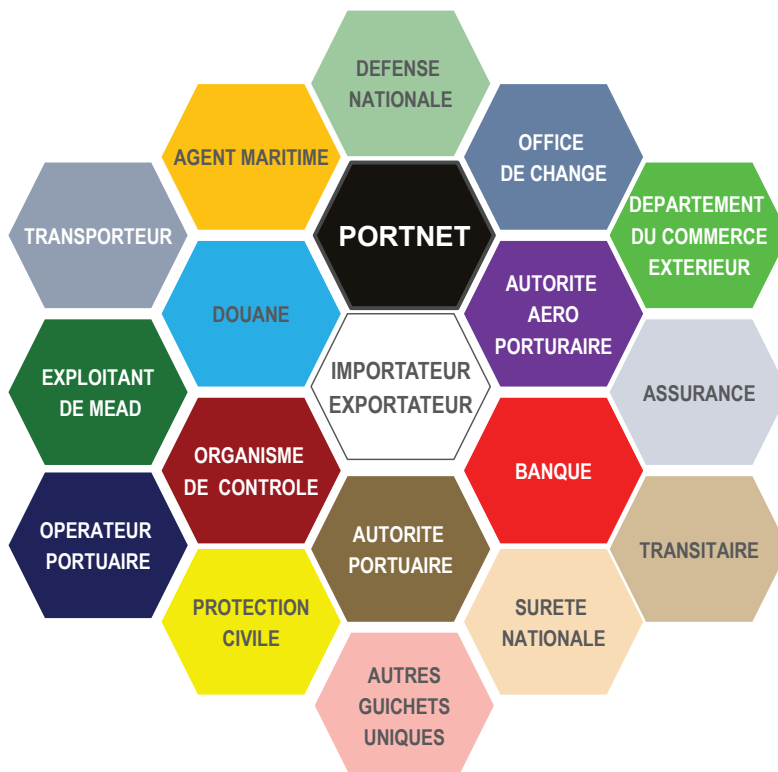 DEFENSE
NATIONALE
AGENT MARITIME
OFFICE
DE CHANGE
TRANSPORTEUR
PORTNET
DEPARTEMENT
DU COMMERCE
EXTERIEUR
DOUANE
AUTORITE
AERO
PORTURAIRE
EXPLOITANT
DE MEAD
IMPORTATEUR
EXPORTATEUR
ASSURANCE
ORGANISME
DE CONTROLE
BANQUE
OPERATEUR
PORTUAIRE
AUTORITE
PORTUAIRE
TRANSITAIRE
PROTECTION
CIVILE
SURETE
NATIONALE
AUTRES
GUICHETS
UNIQUES